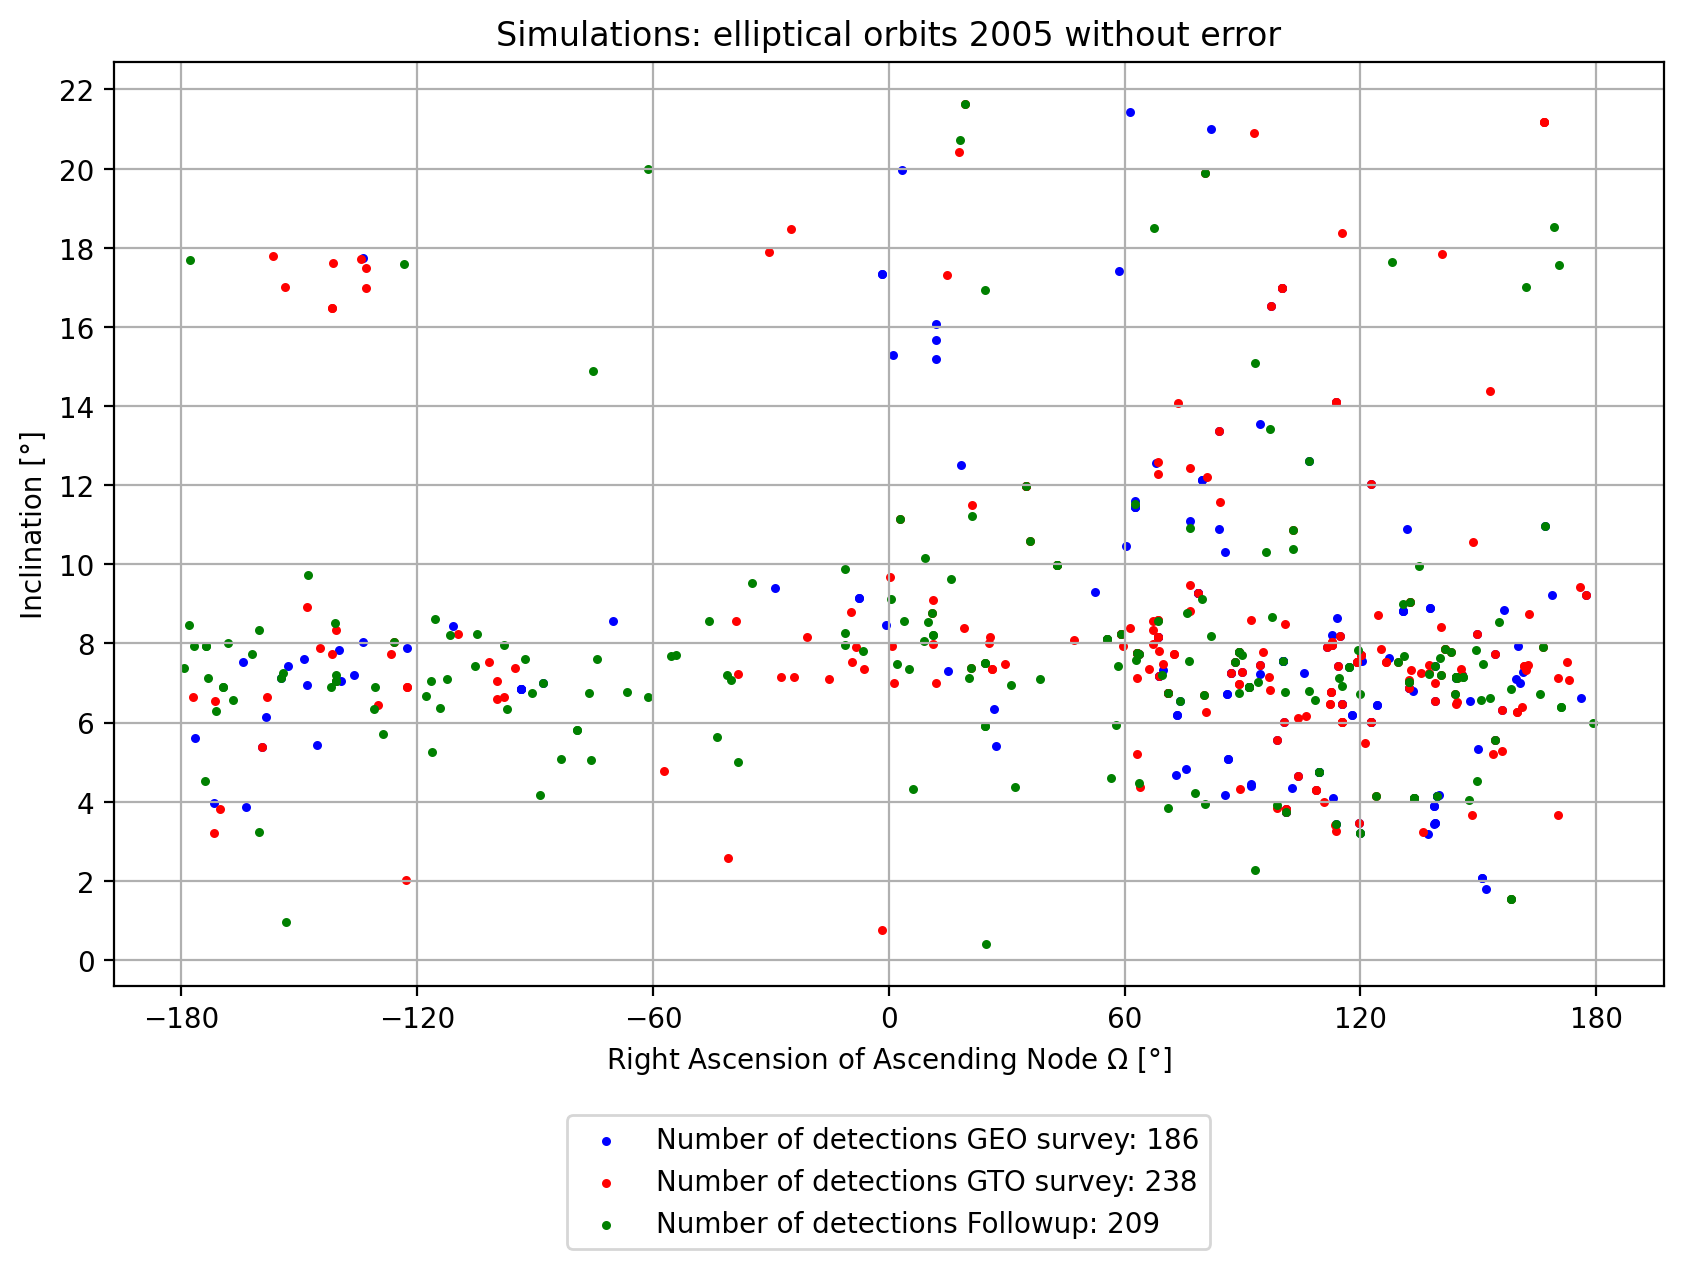 Simulations: elliptical orbits 2005 without error
22
20
18
16
14
12
10
8
6
4
2
0
Inclination [°]
−180 −120 −60 0 60 120 180
Right Ascension of Ascending Node Ω [°]
Number of detections GEO survey: 186
Number of detections GTO survey: 238
Number of detections Followup: 209